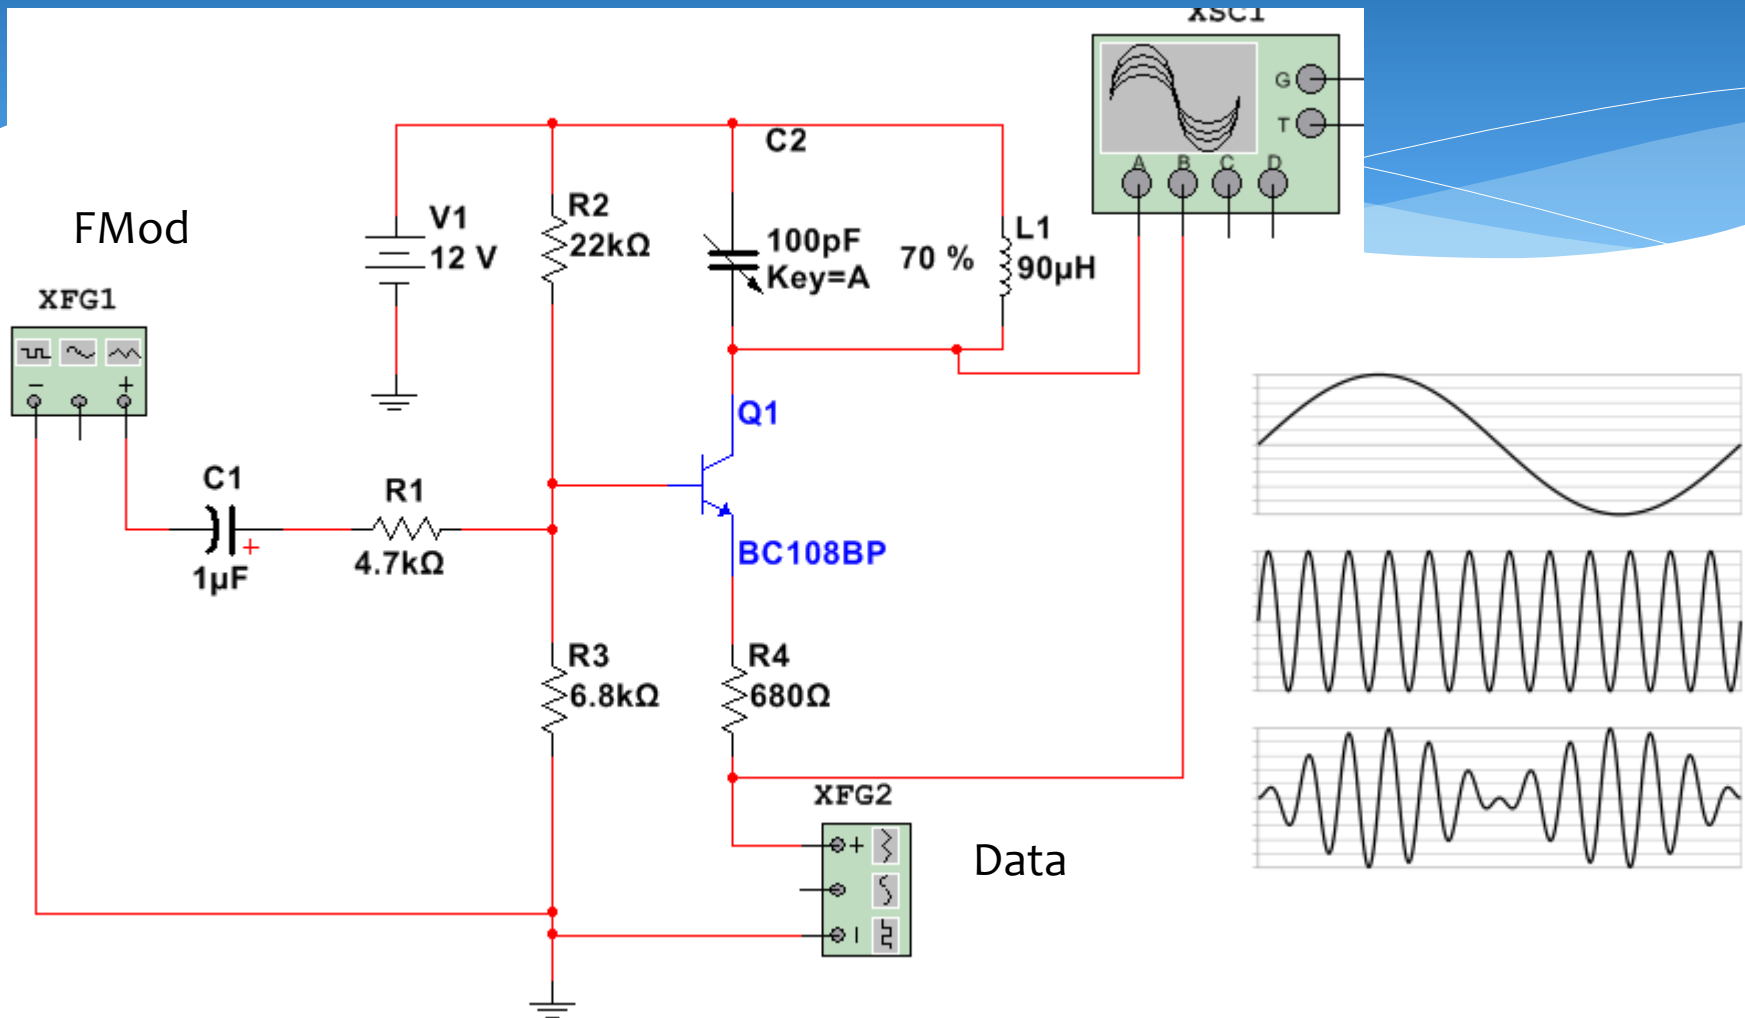 XSC1
G
T
A B C D
C2
FMod
V1
12 V
R2
22kΩ
100pF
Key=A
70 %
L1
90µH
XFG1
− +
Q1
C1
+
1µF
R1
4.7kΩ
BC108BP
R3
6.8kΩ
R4
680Ω
XFG2
+
Data